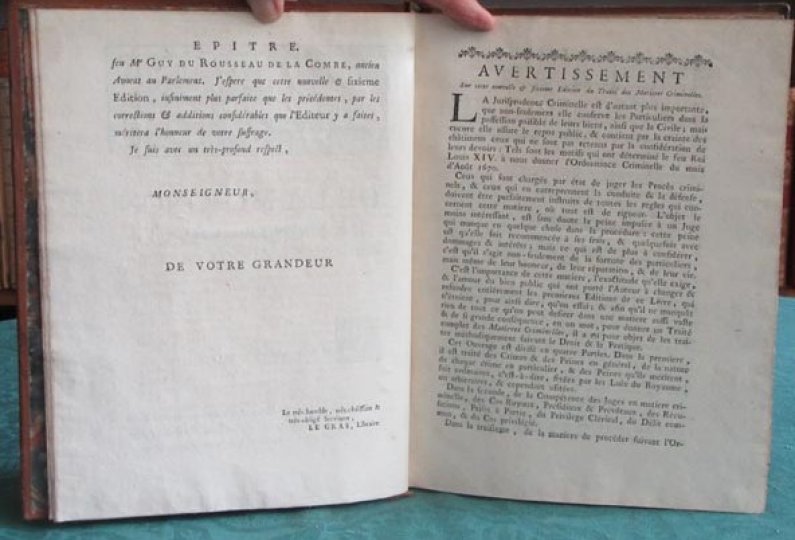 EPITRE.
feu Me GUY DU ROUSSEAU DE LA COMBE, ancien
Avocat au Parlement. J'espere que cette nouvelle & sixième
Edition, infiniment plus parfaite que les précédentes, par les
corrections & additions considérables que l'Editeur y a faites,
méritera l'honneur de votre suffrage.
Je suis avec un très-profond respect,
MONSEIGNEUR,
DE VOTRE GRANDEUR
Le très-humble, très-obéissant &
très-obligé Serviteur,
LE GRAS, Libraire
AVERTISSEMENT
Sur cette nouvelle & sixieme Edition du Traité des Matieres Criminelles.
LA Jurisprudence Criminelle est d'autant plus importante,
que non-seulement elle conserve les Particuliers dans la
possession paisible de leurs biens, ainsi que la Civile; mais
encore elle assure le repos public, & contient par la crainte des
châtimens ceux qui ne sont pas retenus par la considération de
leurs devoirs: Tels sont les motifs qui ont déterminé le feu Roi
Louis XIV. à nous donner l'Ordonnance Criminelle du mois
d'Août 1670.
Ceux qui sont chargés par état de juger les Procès crimi-
nels, & ceux qui en entreprennent la conduite & la défense,
doivent être parfaitement instruits de toutes les regles qui con-
cernent cette matiere, où tout est de rigueur. L'objet le
moins intéressant, est sans doute la peine imposée à un Juge
qui manque en quelque chose dans la procédure: cette peine
est qu'elle soit recommencée à ses frais, & quelquefois avec
dommages & intérêts; mais ce qui est de plus à considérer,
c'est qu'il s'agit non-seulement de la fortune des particuliers,
mais même de leur honneur, de leur réputation, & de leur vie.
C'est l'importance de cette matiere, l'exactitude qu'elle exige,
& l'amour du bien public qui ont porté l'Auteur à changer &
refondre entiérement les premieres Editions de ce Livre, qui
n'étoient, pour ainsi dire, qu'un essai; & afin qu'il ne manquât
rien de tout ce qu'on peut desirer dans une matiere aussi vaste
& de si grande conséquence, en un mot, pour donner un Traité
complet des Matieres Criminelles, il a eu pour objet de les trai-
ter méthodiquement suivant le Droit & la Pratique.
Cet Ouvrage est divisé en quatre Parties. Dans la premiere,
il est traité des Crimes & des Peines en général, de la nature
de chaque crime en particulier, & des Peines qu'ils méritent,
soit ordinaires, c'est-à-dire, fixées par les Loix du Royaume,
ou arbitraires, & cependant usitées.
Dans la seconde, de la Compétence des Juges en matiere cri-
minelle, des Cas Royaux, Présidiaux & Prévôtaux, des Récu-
sations, Prises à Partie, du Privilege Clérical, du Délit com-
mun, & du Cas privilégié.
Dans la troisieme, de la maniere de procéder suivant l'Or-